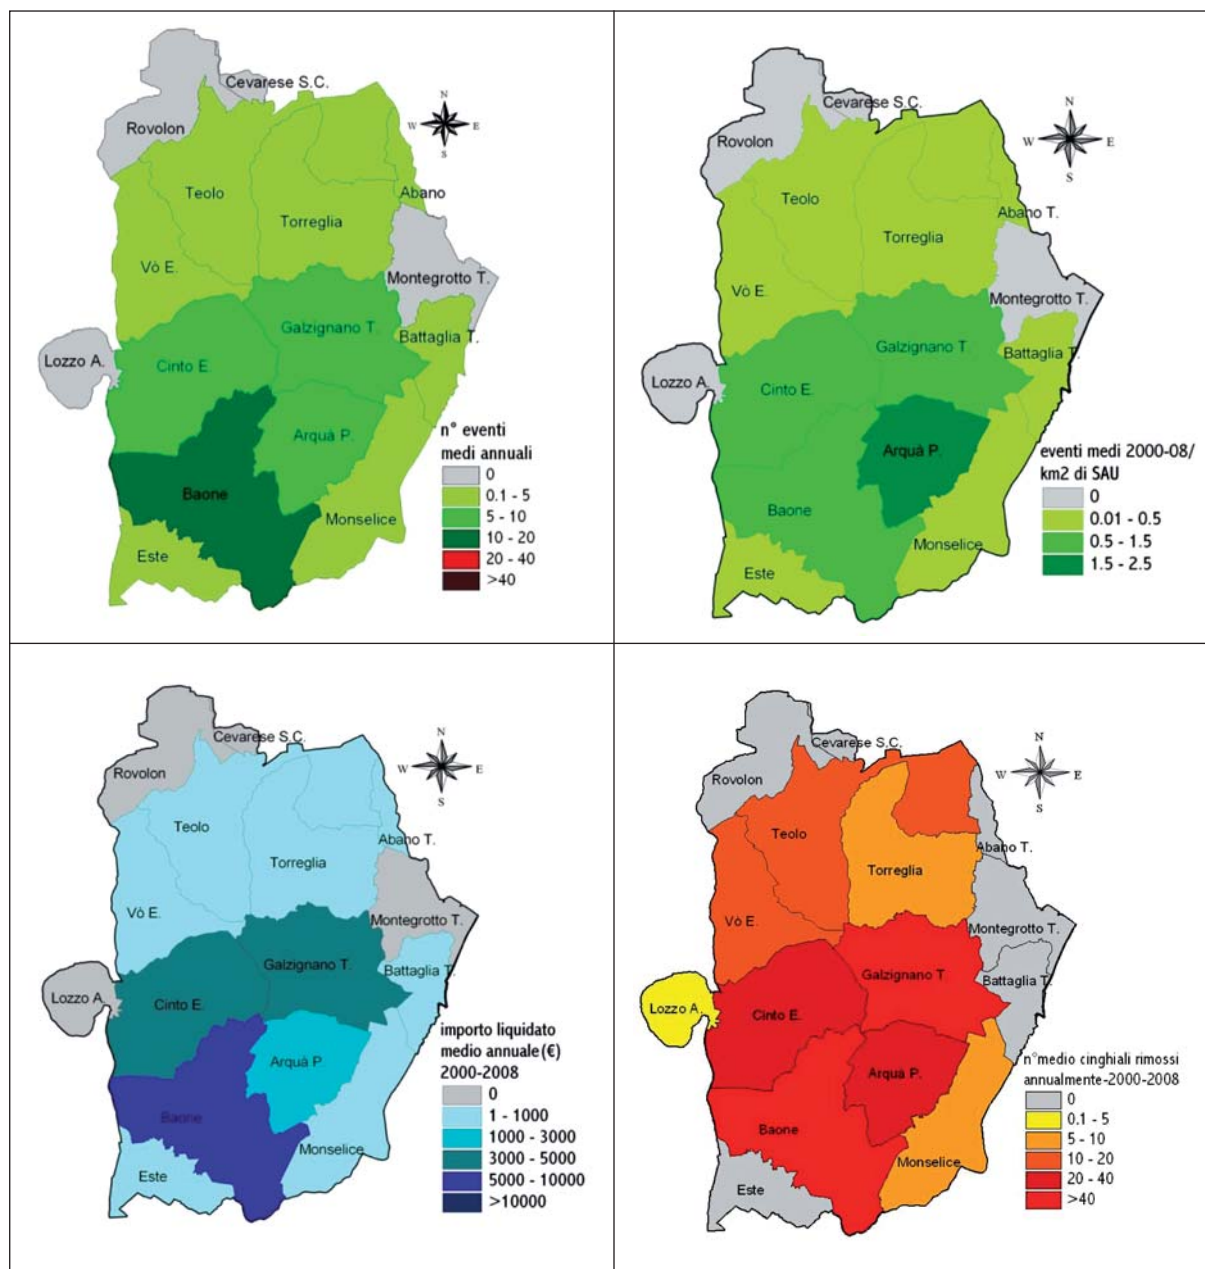 Cevarese S.C.
Rovolon
N
W E
S
Teolo
Abano
Torreglia
Vò E.
Montegrotto T.
Galzignano T.
Battaglia T.
Lozzo A.
Cinto E.
Arquà P.
Baone
Monselice
Este
n° eventi
medi annuali
0
0.1 - 5
5 - 10
10 - 20
20 - 40
>40
Cevarese S.C.
Rovolon
N
W E
S
Teolo
Abano T.
Torreglia
Vò E.
Montegrotto T.
Galzignano T.
Battaglia T.
Lozzo A.
Cinto E.
Arquà P.
Baone
Monselice
Este
eventi medi 2000-08/
km2 di SAU
0
0.01 - 0.5
0.5 - 1.5
1.5 - 2.5
Cevarese S.C.
Rovolon
N
W E
S
Teolo
Abano T.
Torreglia
Vò E.
Montegrotto T.
Galzignano T.
Battaglia T.
Lozzo A.
Cinto E.
Arquà P.
Baone
Monselice
Este
importo liquidato
medio annuale (€)
2000-2008
0
1 - 1000
1000 - 3000
3000 - 5000
5000 - 10000
>10000
Cevarese S.C.
Rovolon
N
W E
S
Teolo
Abano T.
Torreglia
Vò E.
Montegrotto T.
Galzignano T.
Battaglia T.
Lozzo A.
Cinto E.
Arquà P.
Baone
Monselice
Este
n°medio cinghiali rimossi
annualmente-2000-2008
0
0.1 - 5
5 - 10
10 - 20
20 - 40
>40